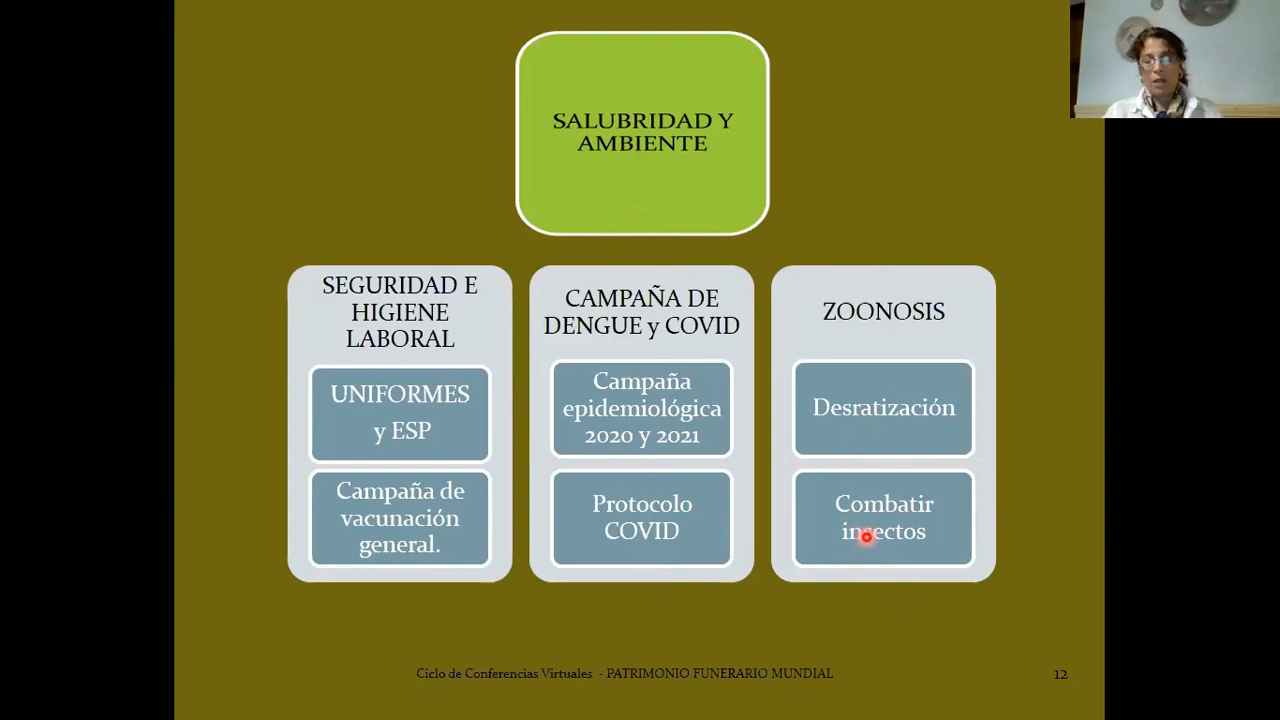 SALUBRIDAD Y
AMBIENTE
SEGURIDAD E
HIGIENE
LABORAL
UNIFORMES
y ESP
Campaña de
vacunación
general.
CAMPAÑA DE
DENGUE y COVID
Campaña
epidemiológica
2020 y 2021
Protocolo
COVID
ZOONOSIS
Desratización
Combatir
insectos
Ciclo de Conferencias Virtuales - PATRIMONIO FUNERARIO MUNDIAL
12